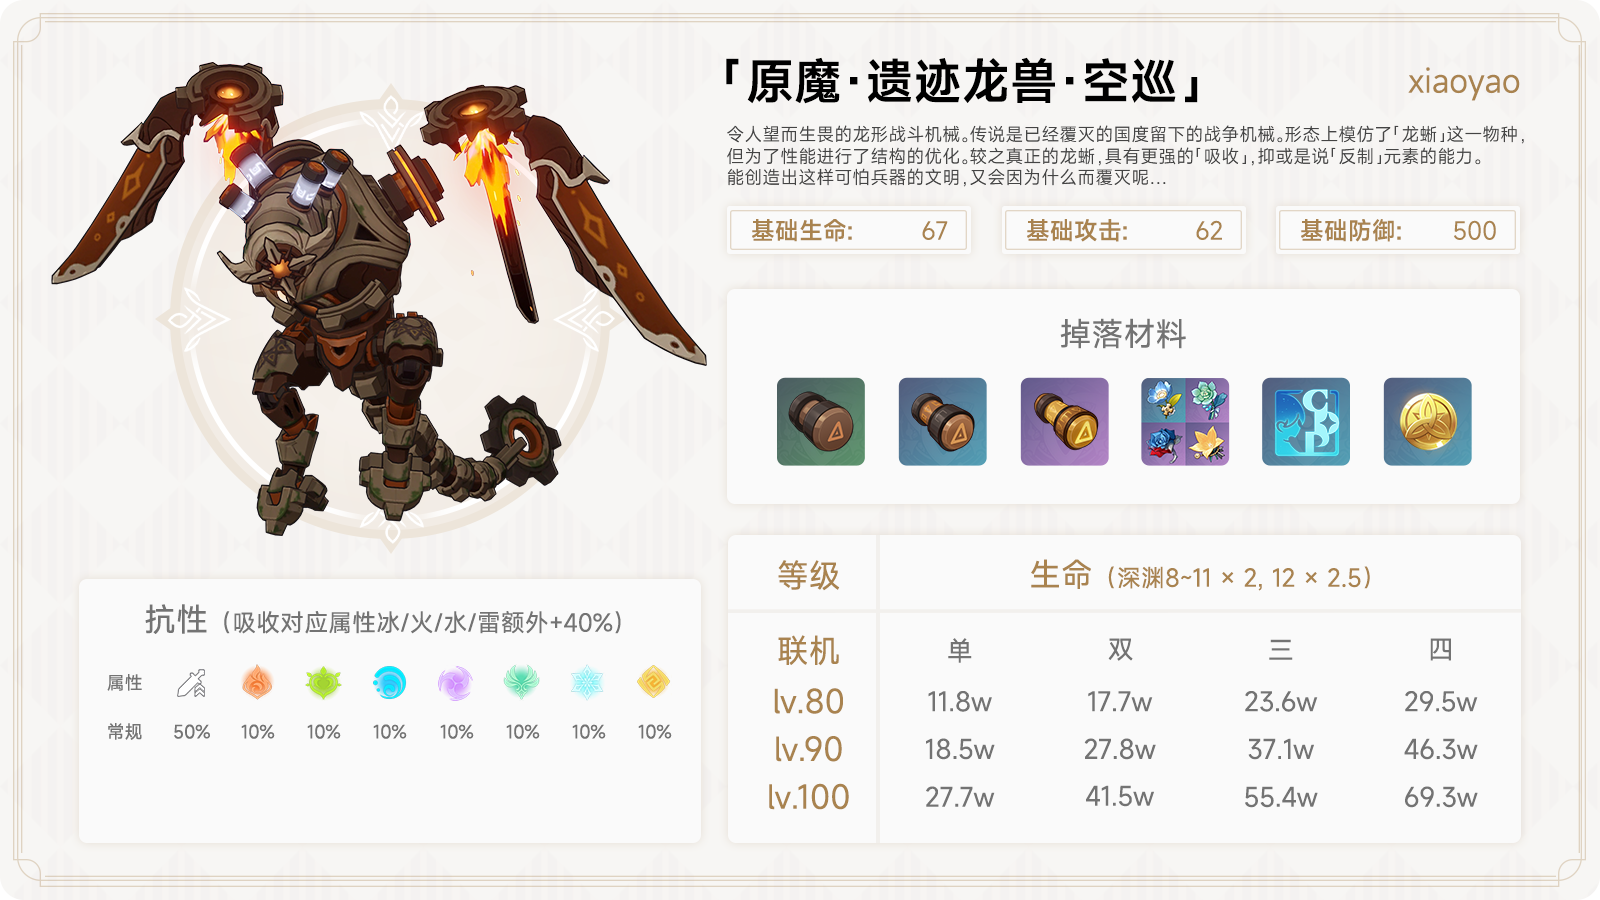 「原魔·遗迹龙兽·空巡」
xiaoyao
令人望而生畏的龙形战斗机械。传说是已经覆灭的国度留下的战争机械。形态上模仿了「龙蜥」这一物种，
但为了性能进行了结构的优化。较之真正的龙蜥，具有更强的「吸收」，抑或是说「反制」元素的能力。
能创造出这样可怕兵器的文明，又会因为什么而覆灭呢…
基础生命: 67
基础攻击: 62
基础防御: 500
掉落材料
抗性（吸收对应属性冰/火/水/雷额外+40%）
属性
常规 50% 10% 10% 10% 10% 10% 10% 10%
等级 生命（深渊8~11 × 2, 12 × 2.5）
联机 单 双 三 四
lv.80 11.8w 17.7w 23.6w 29.5w
lv.90 18.5w 27.8w 37.1w 46.3w
lv.100 27.7w 41.5w 55.4w 69.3w